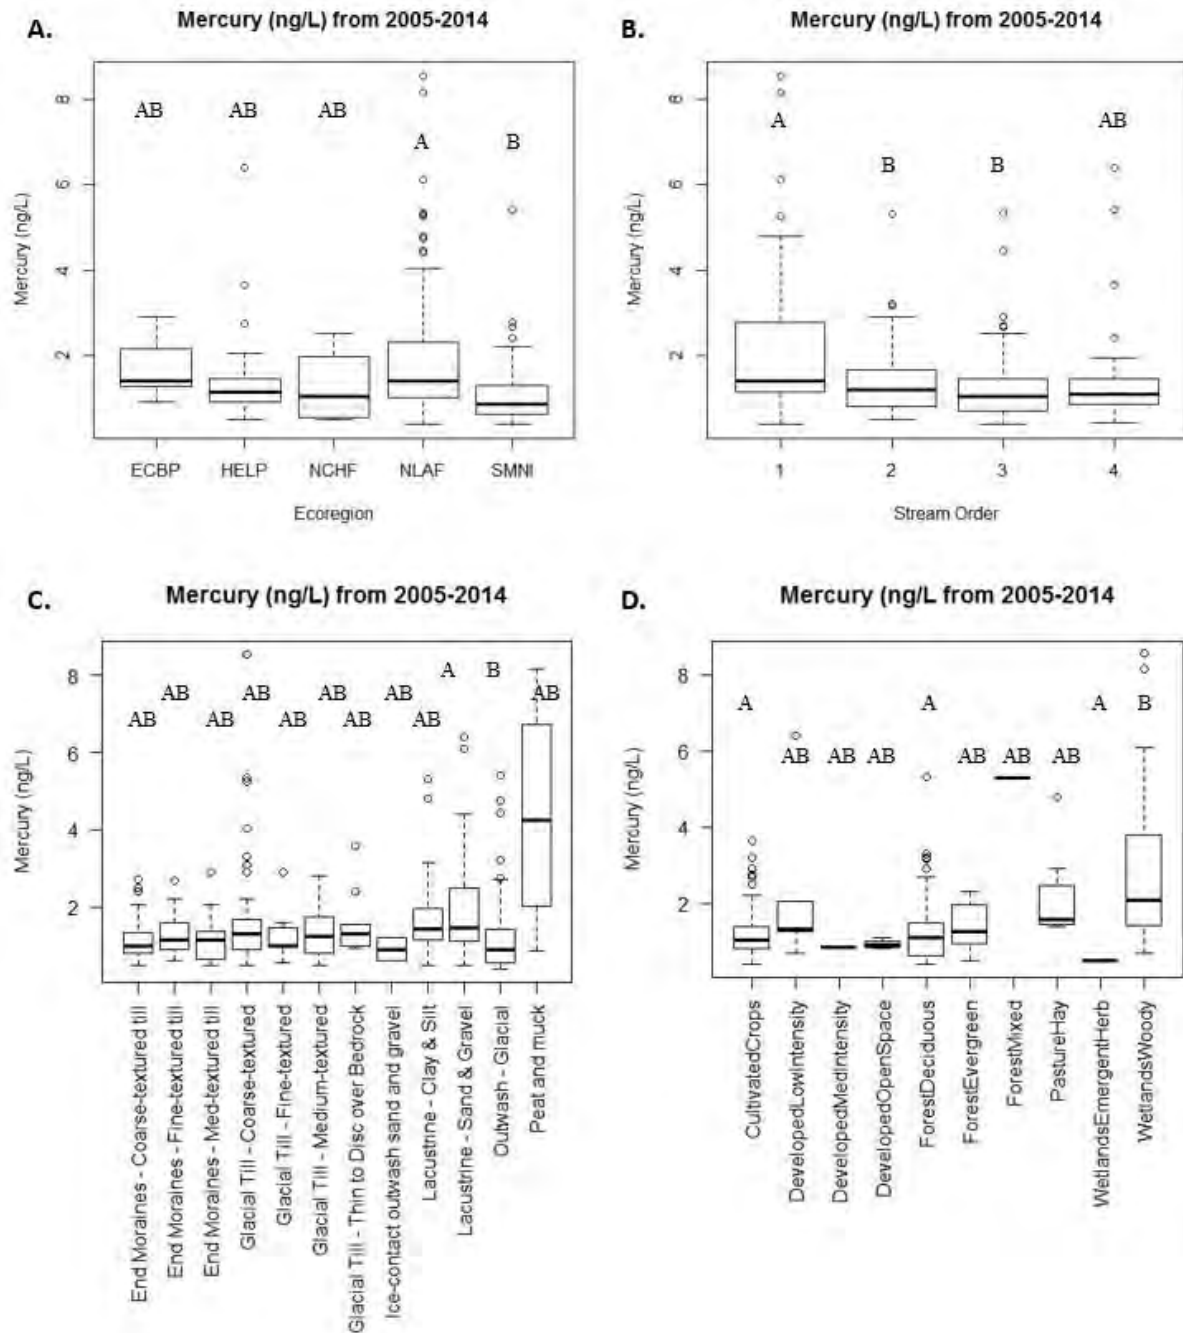 A.
Mercury (ng/L) from 2005-2014
Mercury (ng/L)
8
6
4
2
AB
AB
AB
A
B
ECBP
HELP
NCHF
NLAF
SMNI
Ecoregion
B.
Mercury (ng/L) from 2005-2014
Mercury (ng/L)
8
6
4
2
A
B
B
AB
1
2
3
4
Stream Order
C.
Mercury (ng/L) from 2005-2014
Mercury (ng/L)
8
6
4
2
AB
AB
AB
AB
AB
AB
AB
AB
AB
A
B
AB
End Moraines - Coarse-textured till
End Moraines - Fine-textured till
End Moraines - Med-textured till
Glacial Till - Coarse-textured
Glacial Till - Fine-textured
Glacial Till - Medium-textured
Glacial Till - Thin to Disc over Bedrock
Ice-contact outwash sand and gravel
Lacustrine - Clay & Silt
Lacustrine - Sand & Gravel
Outwash - Glacial
Peat and muck
D.
Mercury (ng/L from 2005-2014
Mercury (ng/L)
8
6
4
2
A
AB
AB
AB
A
AB
AB
AB
A
B
CultivatedCrops
DevelopedLowIntensity
DevelopedMedIntensity
DevelopedOpenSpace
ForestDeciduous
ForestEvergreen
ForestMixed
PastureHay
WetlandsEmergentHerb
WetlandsWoody